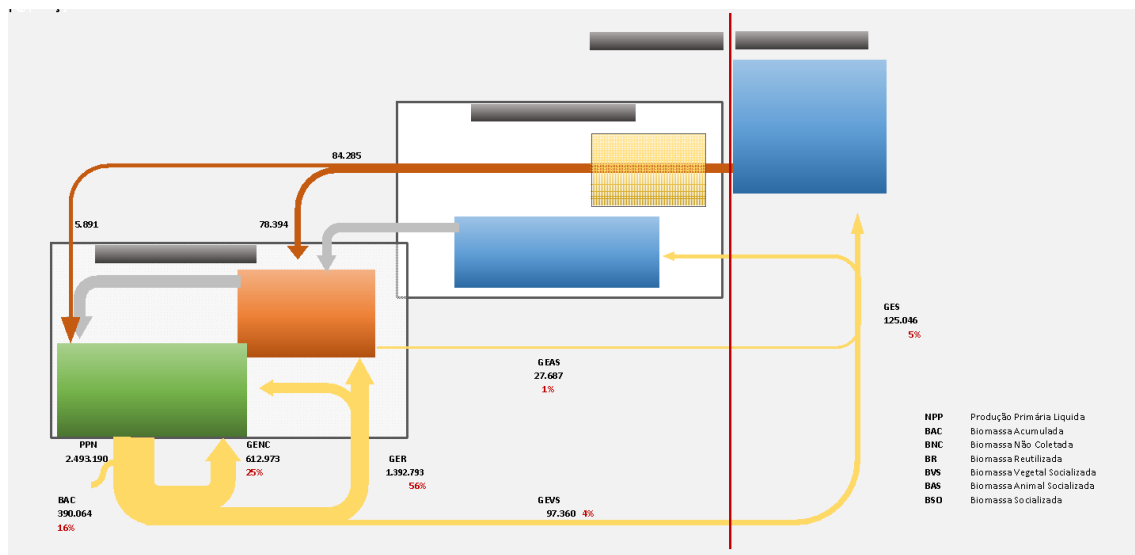 84.285
5.891
78.394
GES
125.046
5%
GEAS
27.687
1%
PPN
2.493.190
GENC
612.973
25%
GER
1.392.793
56%
BAC
390.064
16%
GEVS
97.360 4%
NPP Produção Primária Liquida
BAC Biomassa Acumulada
BNC Biomassa Não Coletada
BR Biomassa Reutilizada
BVS Biomassa Vegetal Socializada
BAS Biomassa Animal Socializada
BSO Biomassa Socializada